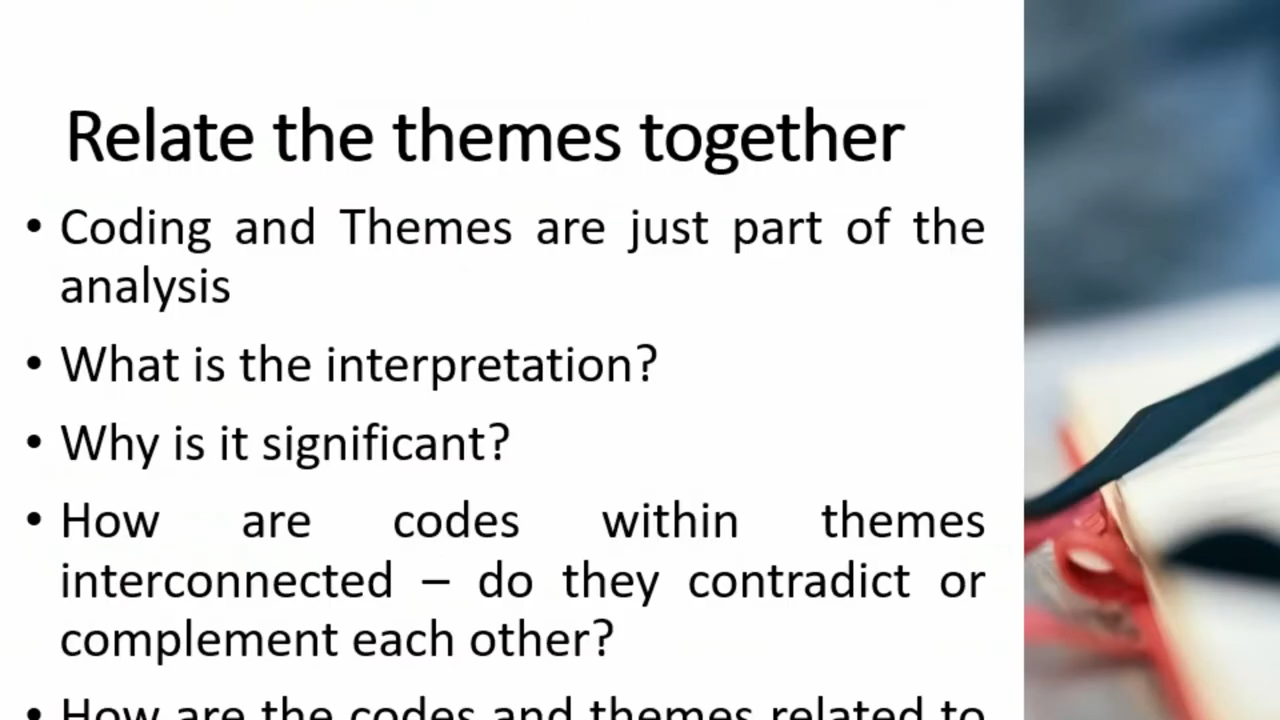 Relate the themes together
• Coding and Themes are just part of the
analysis
• What is the interpretation?
• Why is it significant?
• How are codes within themes
interconnected – do they contradict or
complement each other?
• How are the codes and themes related to